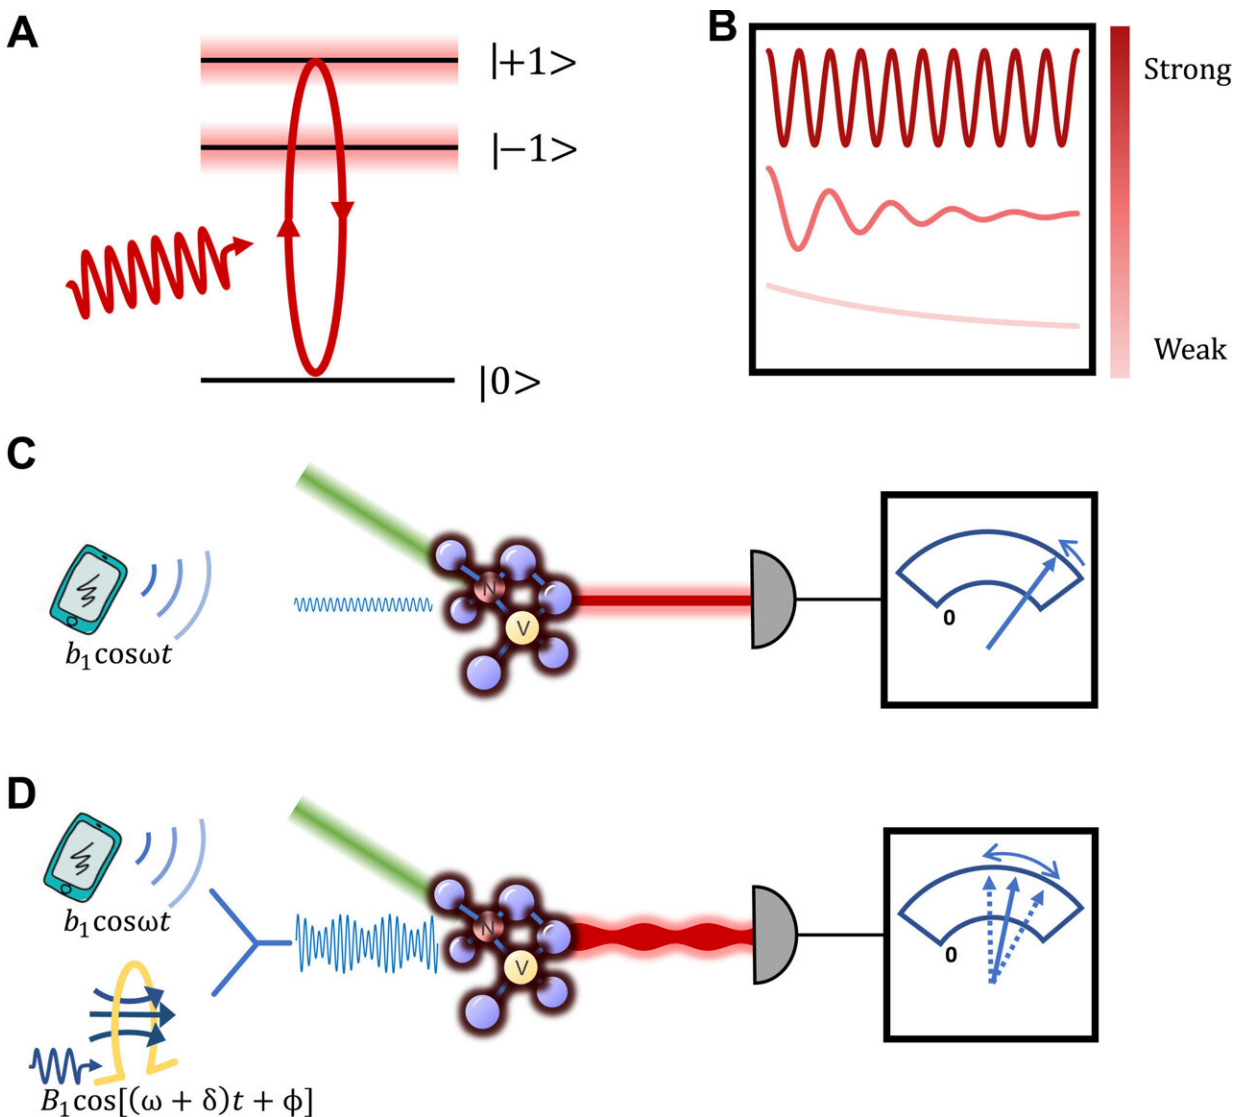 A
|+1>
|−1>
|0>
B
Strong
Weak
C
b₁cosωt
N
V
0
D
b₁cosωt
N
V
0
B₁cos[(ω + δ)t + ϕ]